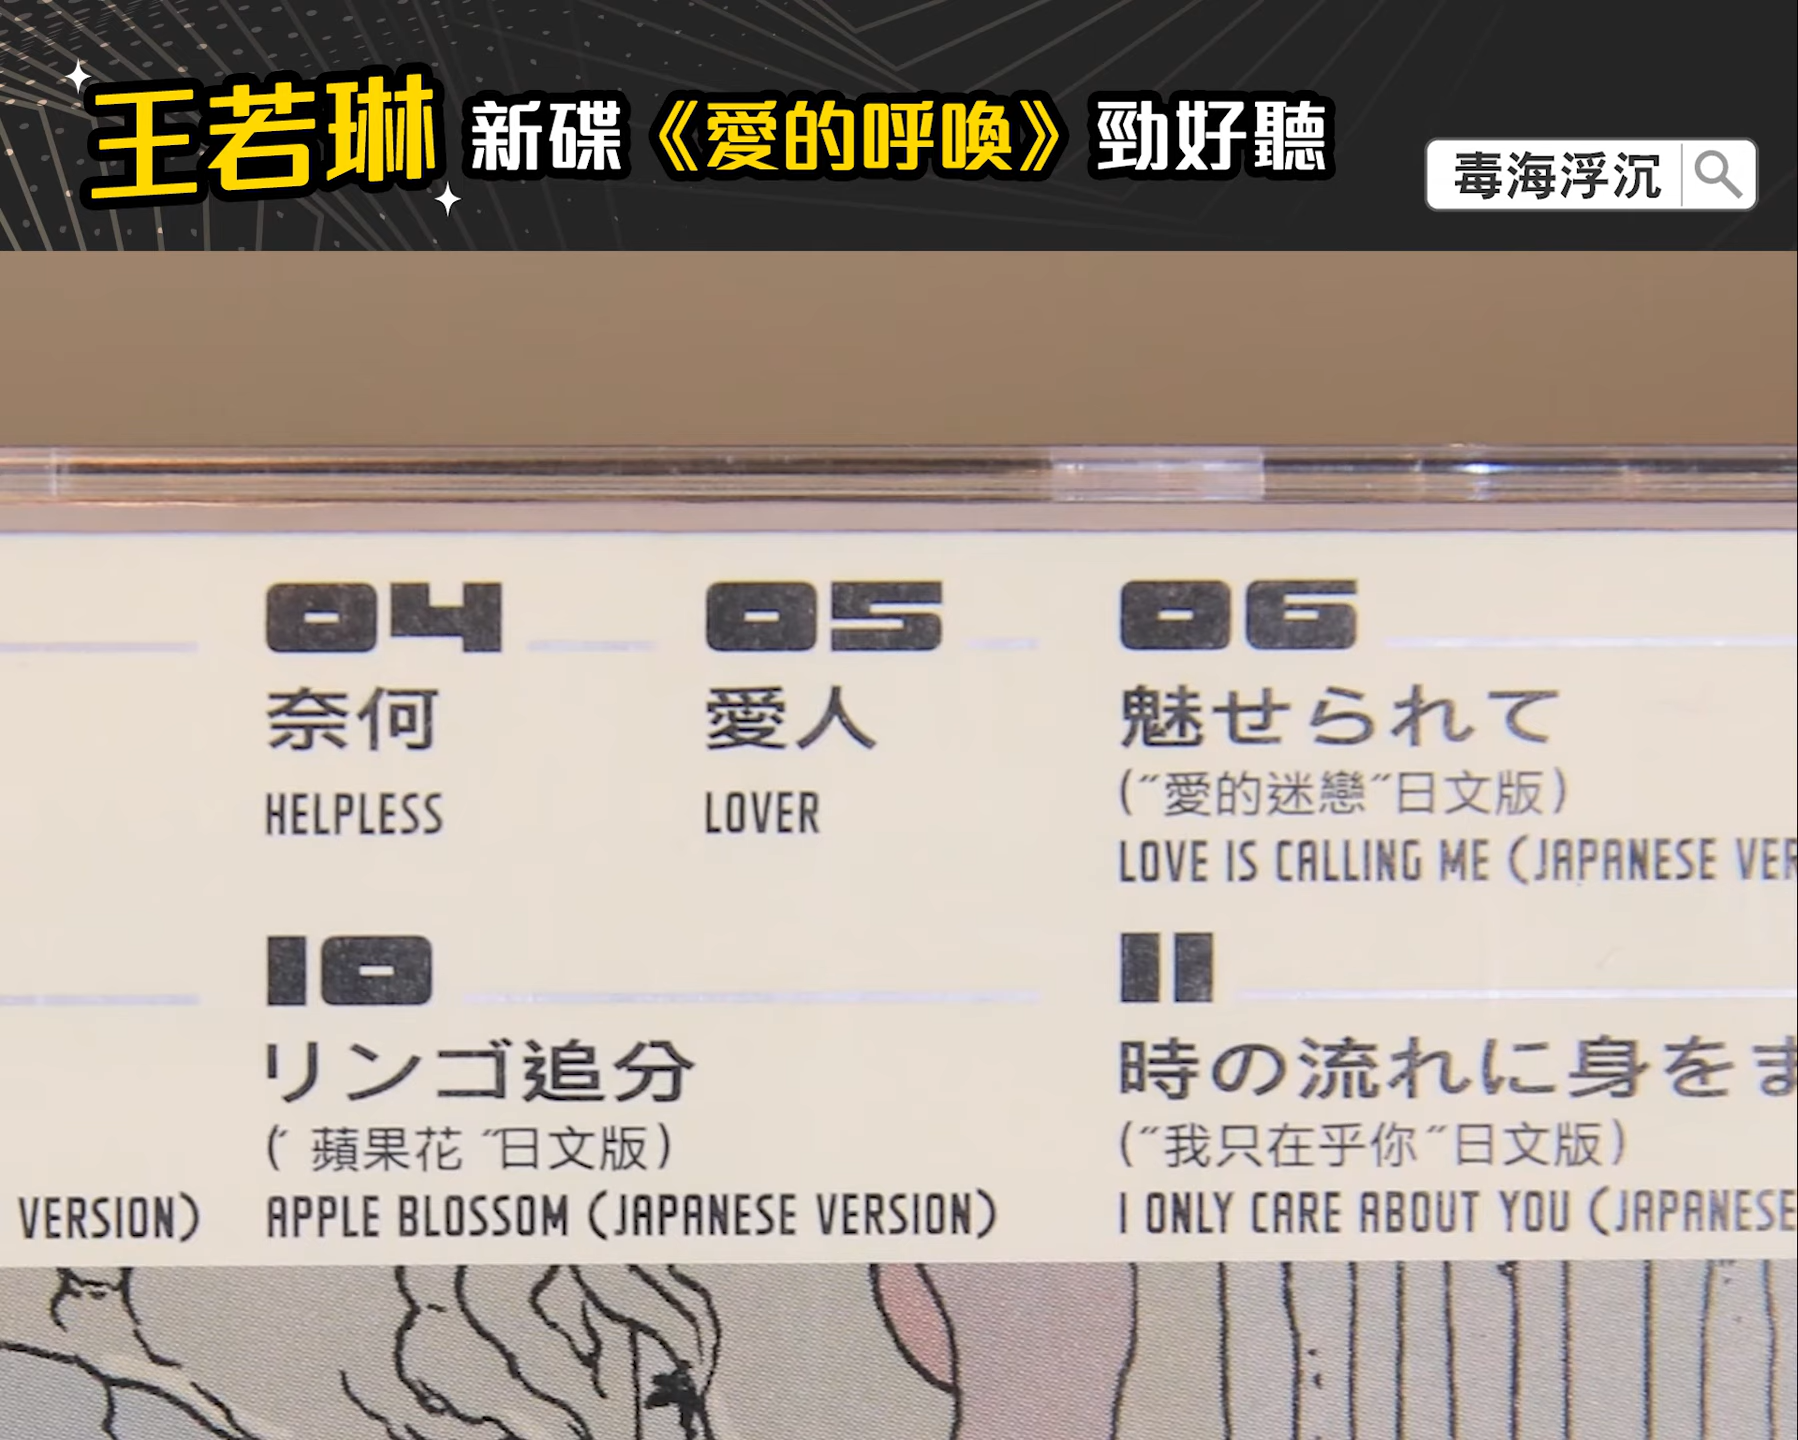 王若琳 新碟《愛的呼喚》勁好聽
毒海浮沉
04
奈何
HELPLESS
05
愛人
LOVER
06
魅せられて
(“愛的迷戀”日文版)
LOVE IS CALLING ME (JAPANESE VER
VERSION)
10
リンゴ追分
(“蘋果花”日文版)
APPLE BLOSSOM (JAPANESE VERSION)
11
時の流れに身をま
(“我只在乎你”日文版)
I ONLY CARE ABOUT YOU (JAPANESE